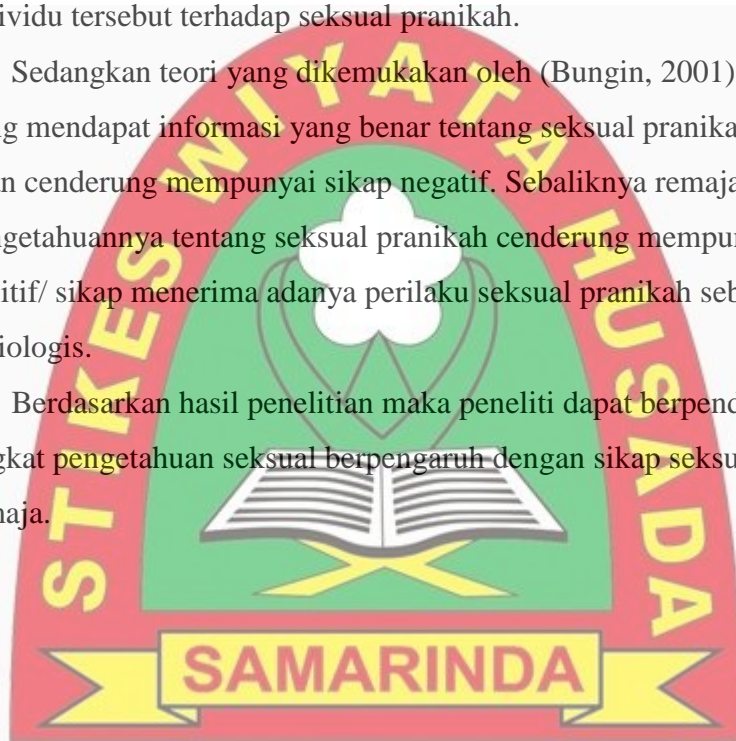 ividu tersebut terhadap seksual pranikah.
Sedangkan teori yang dikemukakan oleh (Bungin, 2001)
g mendapat informasi yang benar tentang seksual pranika
an cenderung mempunyai sikap negatif. Sebaliknya remaja
ngetahuannya tentang seksual pranikah cenderung mempun
itif/ sikap menerima adanya perilaku seksual pranikah seb
iologis.
Berdasarkan hasil penelitian maka peneliti dapat berpend
gkat pengetahuan seksual berpengaruh dengan sikap seksu
maja.
STIKES WIYATA HUSADA
SAMARINDA